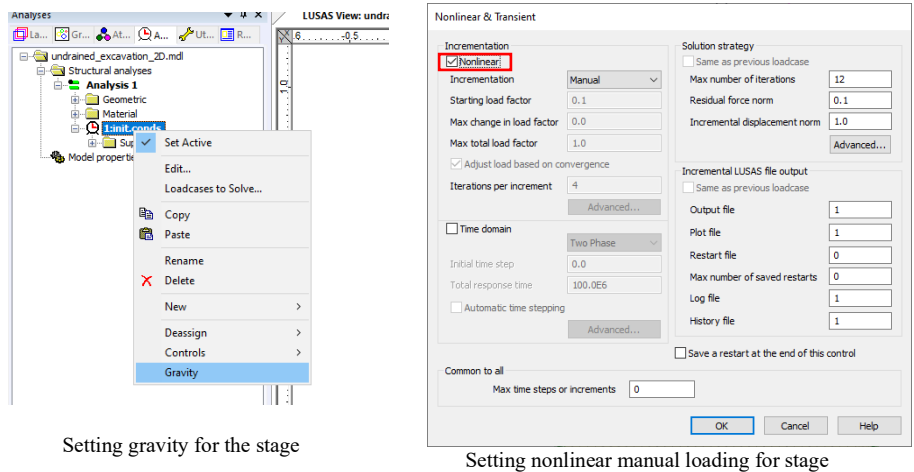 Analyses
La...
Gr...
At...
A...
Ut...
R...
undrained_excavation_2D.mdl
Structural analyses
Analysis 1
Geometric
Material
1:init.conds
Model propertie
Set Active
Edit...
Loadcases to Solve...
Copy
Paste
Rename
Delete
New
Deassign
Controls
Gravity
LUSAS View: undra
Setting gravity for the stage
Nonlinear & Transient
Incrementation
Nonlinear
Incrementation Manual
Starting load factor 0.1
Max change in load factor 0.0
Max total load factor 1.0
Adjust load based on convergence
Iterations per increment 4
Advanced...
Time domain
Two Phase
Initial time step 0.0
Total response time 100.0E6
Automatic time stepping
Advanced...
Common to all
Max time steps or increments 0
Solution strategy
Same as previous loadcase
Max number of iterations 12
Residual force norm 0.1
Incremental displacement norm 1.0
Advanced...
Incremental LUSAS file output
Same as previous loadcase
Output file 1
Plot file 1
Restart file 0
Max number of saved restarts 0
Log file 1
History file 1
Save a restart at the end of this control
OK Cancel Help
Setting nonlinear manual loading for stage